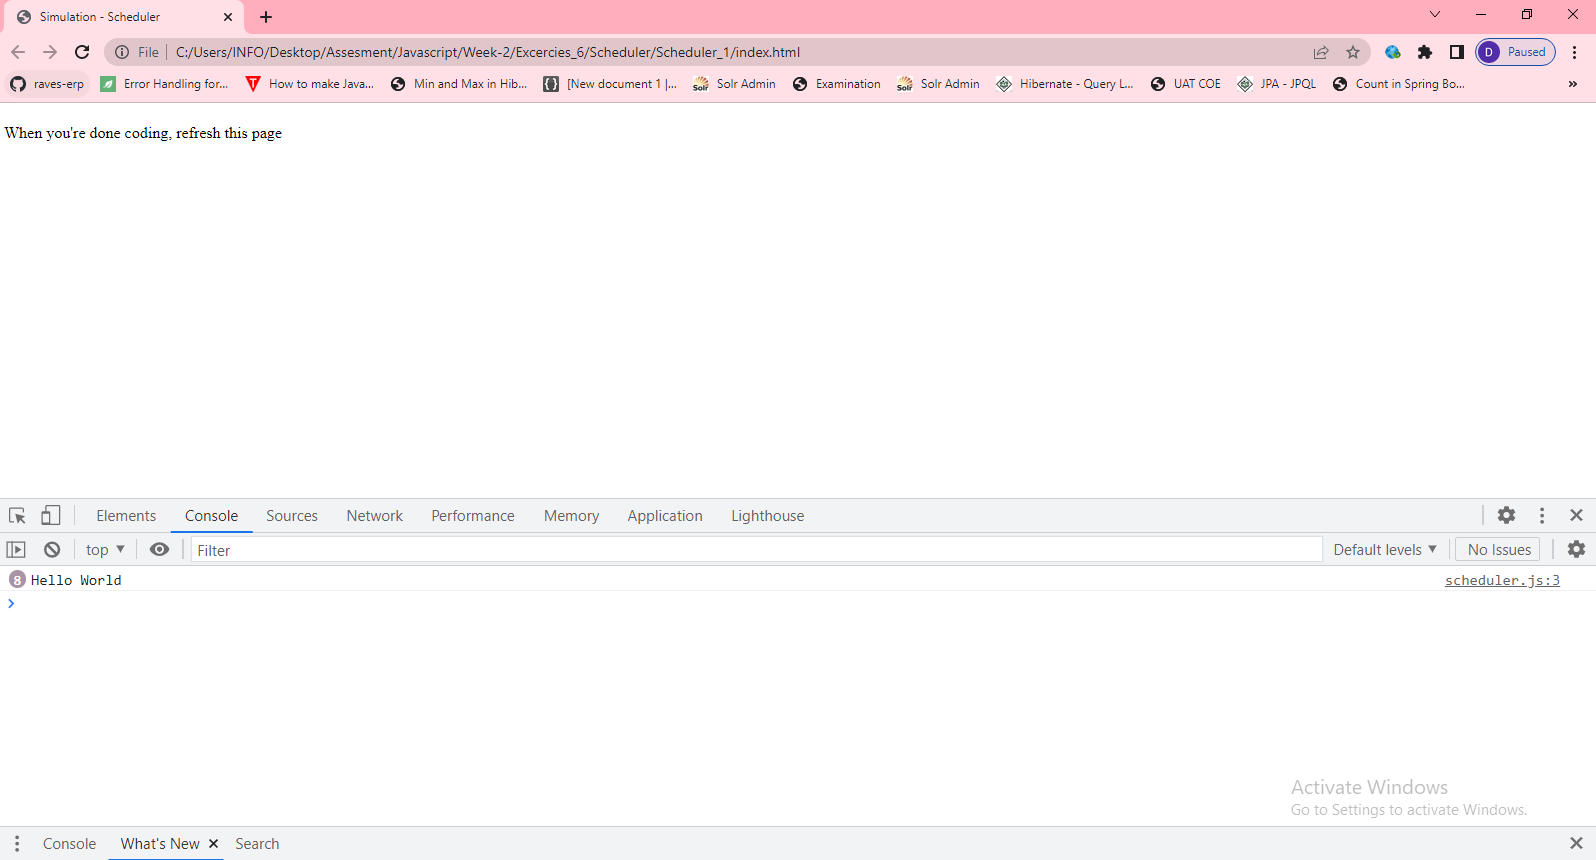 Simulation - Scheduler
File C:/Users/INFO/Desktop/Assesment/Javascript/Week-2/Excercies_6/Scheduler/Scheduler_1/index.html D Paused
raves-erp Error Handling for... How to make Java... Min and Max in Hib... [New document 1 |... Solr Solr Admin Examination Solr Solr Admin Hibernate - Query L... UAT COE JPA - JPQL Count in Spring Bo... »
When you're done coding, refresh this page
Elements Console Sources Network Performance Memory Application Lighthouse
top Filter Default levels No Issues
8 Hello World scheduler.js:3
Activate Windows
Go to Settings to activate Windows.
Console What's New Search